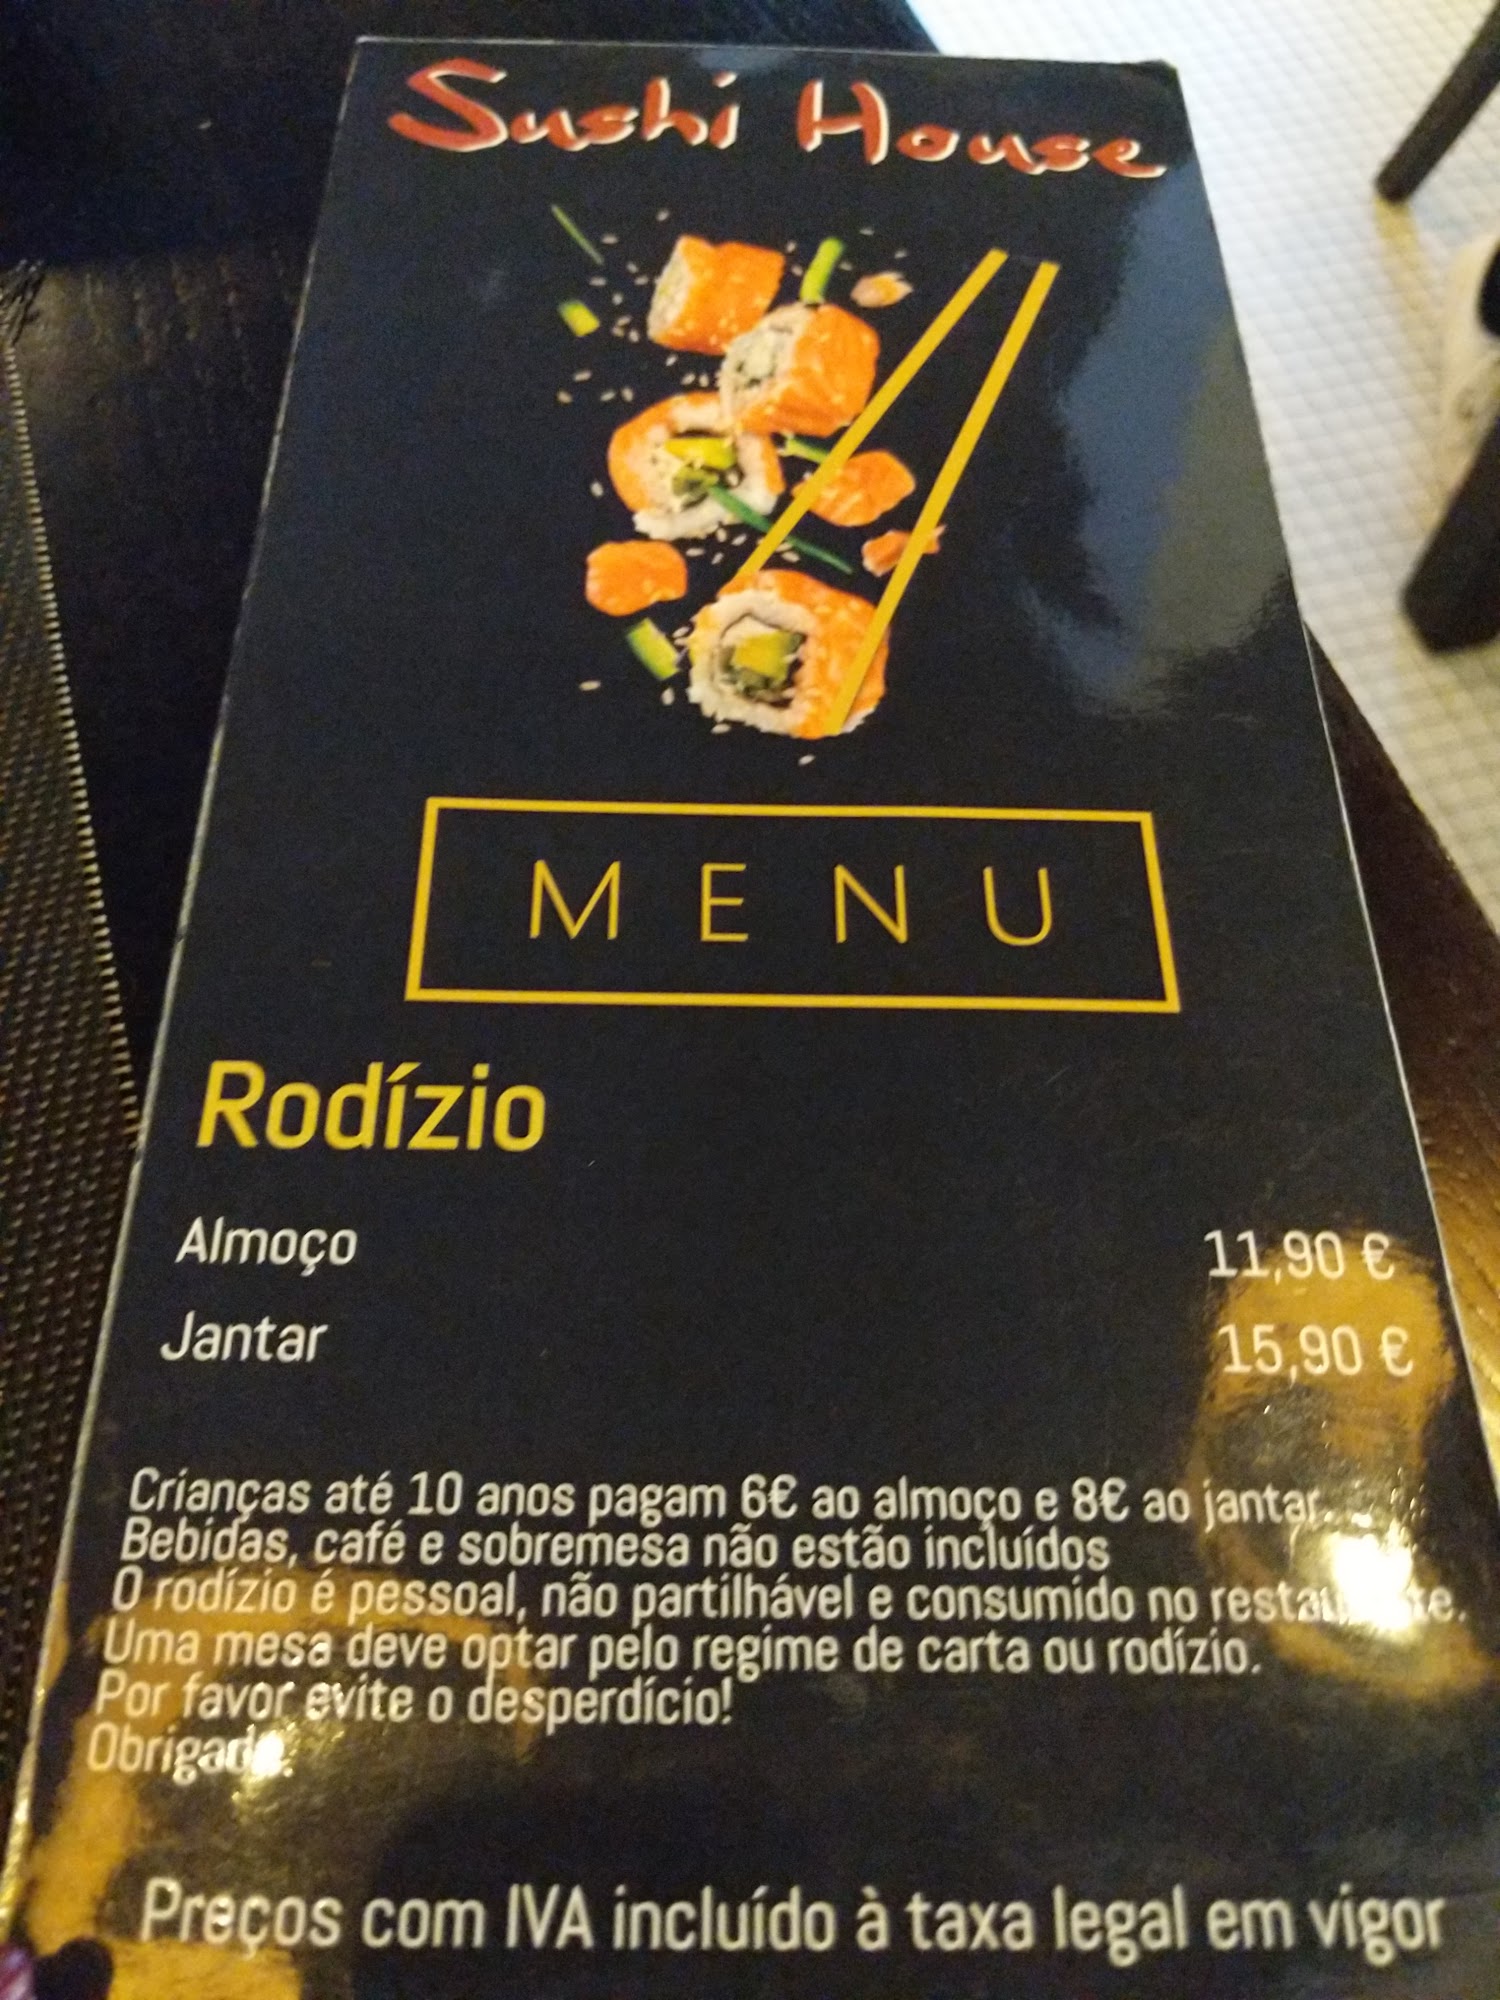 Sushi House
MENU
Rodízio
Almoço 11,90 €
Jantar 15,90 €
Crianças até 10 anos pagam 6€ ao almoço e 8€ ao jantar.
Bebidas, café e sobremesa não estão incluídos
O rodízio é pessoal, não partilhável e consumido no restaurante.
Uma mesa deve optar pelo regime de carta ou rodízio.
Por favor evite o desperdício!
Preços com IVA incluído à taxa legal em vigor